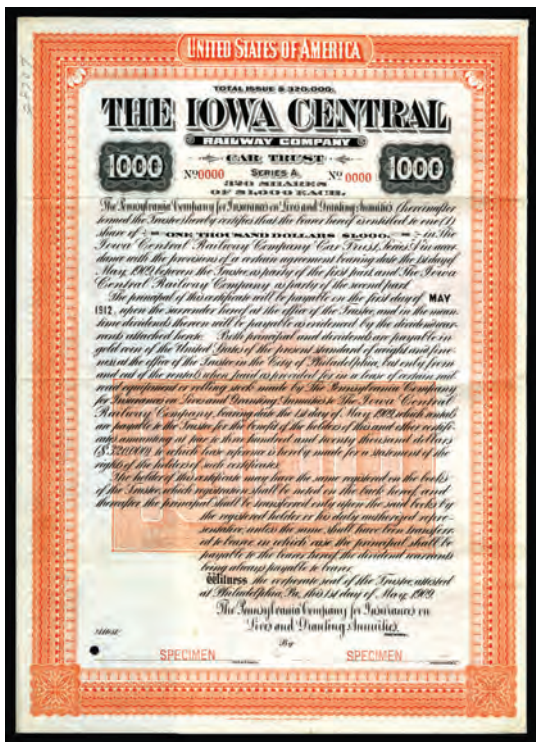 UNITED STATES OF AMERICA
TOTAL ISSUE $320,000.
THE IOWA CENTRAL
RAILWAY COMPANY
1000 CAR TRUST 1000
Nº0000 SERIES A Nº 0000
320 SHARES
OF $1,000 EACH.
The Pennsylvania Company for Insurances on Lives and Granting Annuities (hereinafter
termed the Trustee) hereby certifies that the bearer hereof is entitled to one (1)
share of ONE THOUSAND DOLLARS $1,000. in The
Iowa Central Railway Company Car Trust, Series A in accor-
dance with the provisions of a certain agreement bearing date the 1st day of
May, 1909, between the Trustee, as party of the first part, and The Iowa
Central Railway Company as party of the second part.
The principal of this certificate will be payable on the first day of MAY
1912, upon the surrender hereof at the office of the Trustee, and in the mean-
time dividends thereon will be payable as evidenced by the dividend war-
rants attached hereto. Both principal and dividends are payable in
gold coin of the United States of the present standard of weight and fine-
ness at the office of the Trustee in the City of Philadelphia, but only from
and out of the rentals when paid as provided for in a lease of certain rail-
road equipment or rolling stock made by The Pennsylvania Company
for Insurances on Lives and Granting Annuities to The Iowa Central
Railway Company, bearing date the 1st day of May, 1909, which rentals
are payable to the Trustee for the benefit of the holders of this and other certifi-
cates amounting at par to three hundred and twenty thousand dollars
($320,000) to which lease reference is hereby made for a statement of the
rights of the holders of such certificates.
The holder of this certificate may have the same registered on the books
of the Trustee, which registration shall be noted on the back hereof, and
thereafter the principal shall be transferred only upon the said books by
the registered holder or his duly authorized repre-
sentative, unless the same shall have been transferr-
ed to bearer, in which case the principal shall be
payable to the bearer hereof, the dividend warrants
being always payable to bearer.
Witness the corporate seal of the Trustee, attested
at Philadelphia, Pa., this 1st day of May, 1909.
The Pennsylvania Company for Insurances on
Lives and Granting Annuities,
By
SPECIMEN SPECIMEN